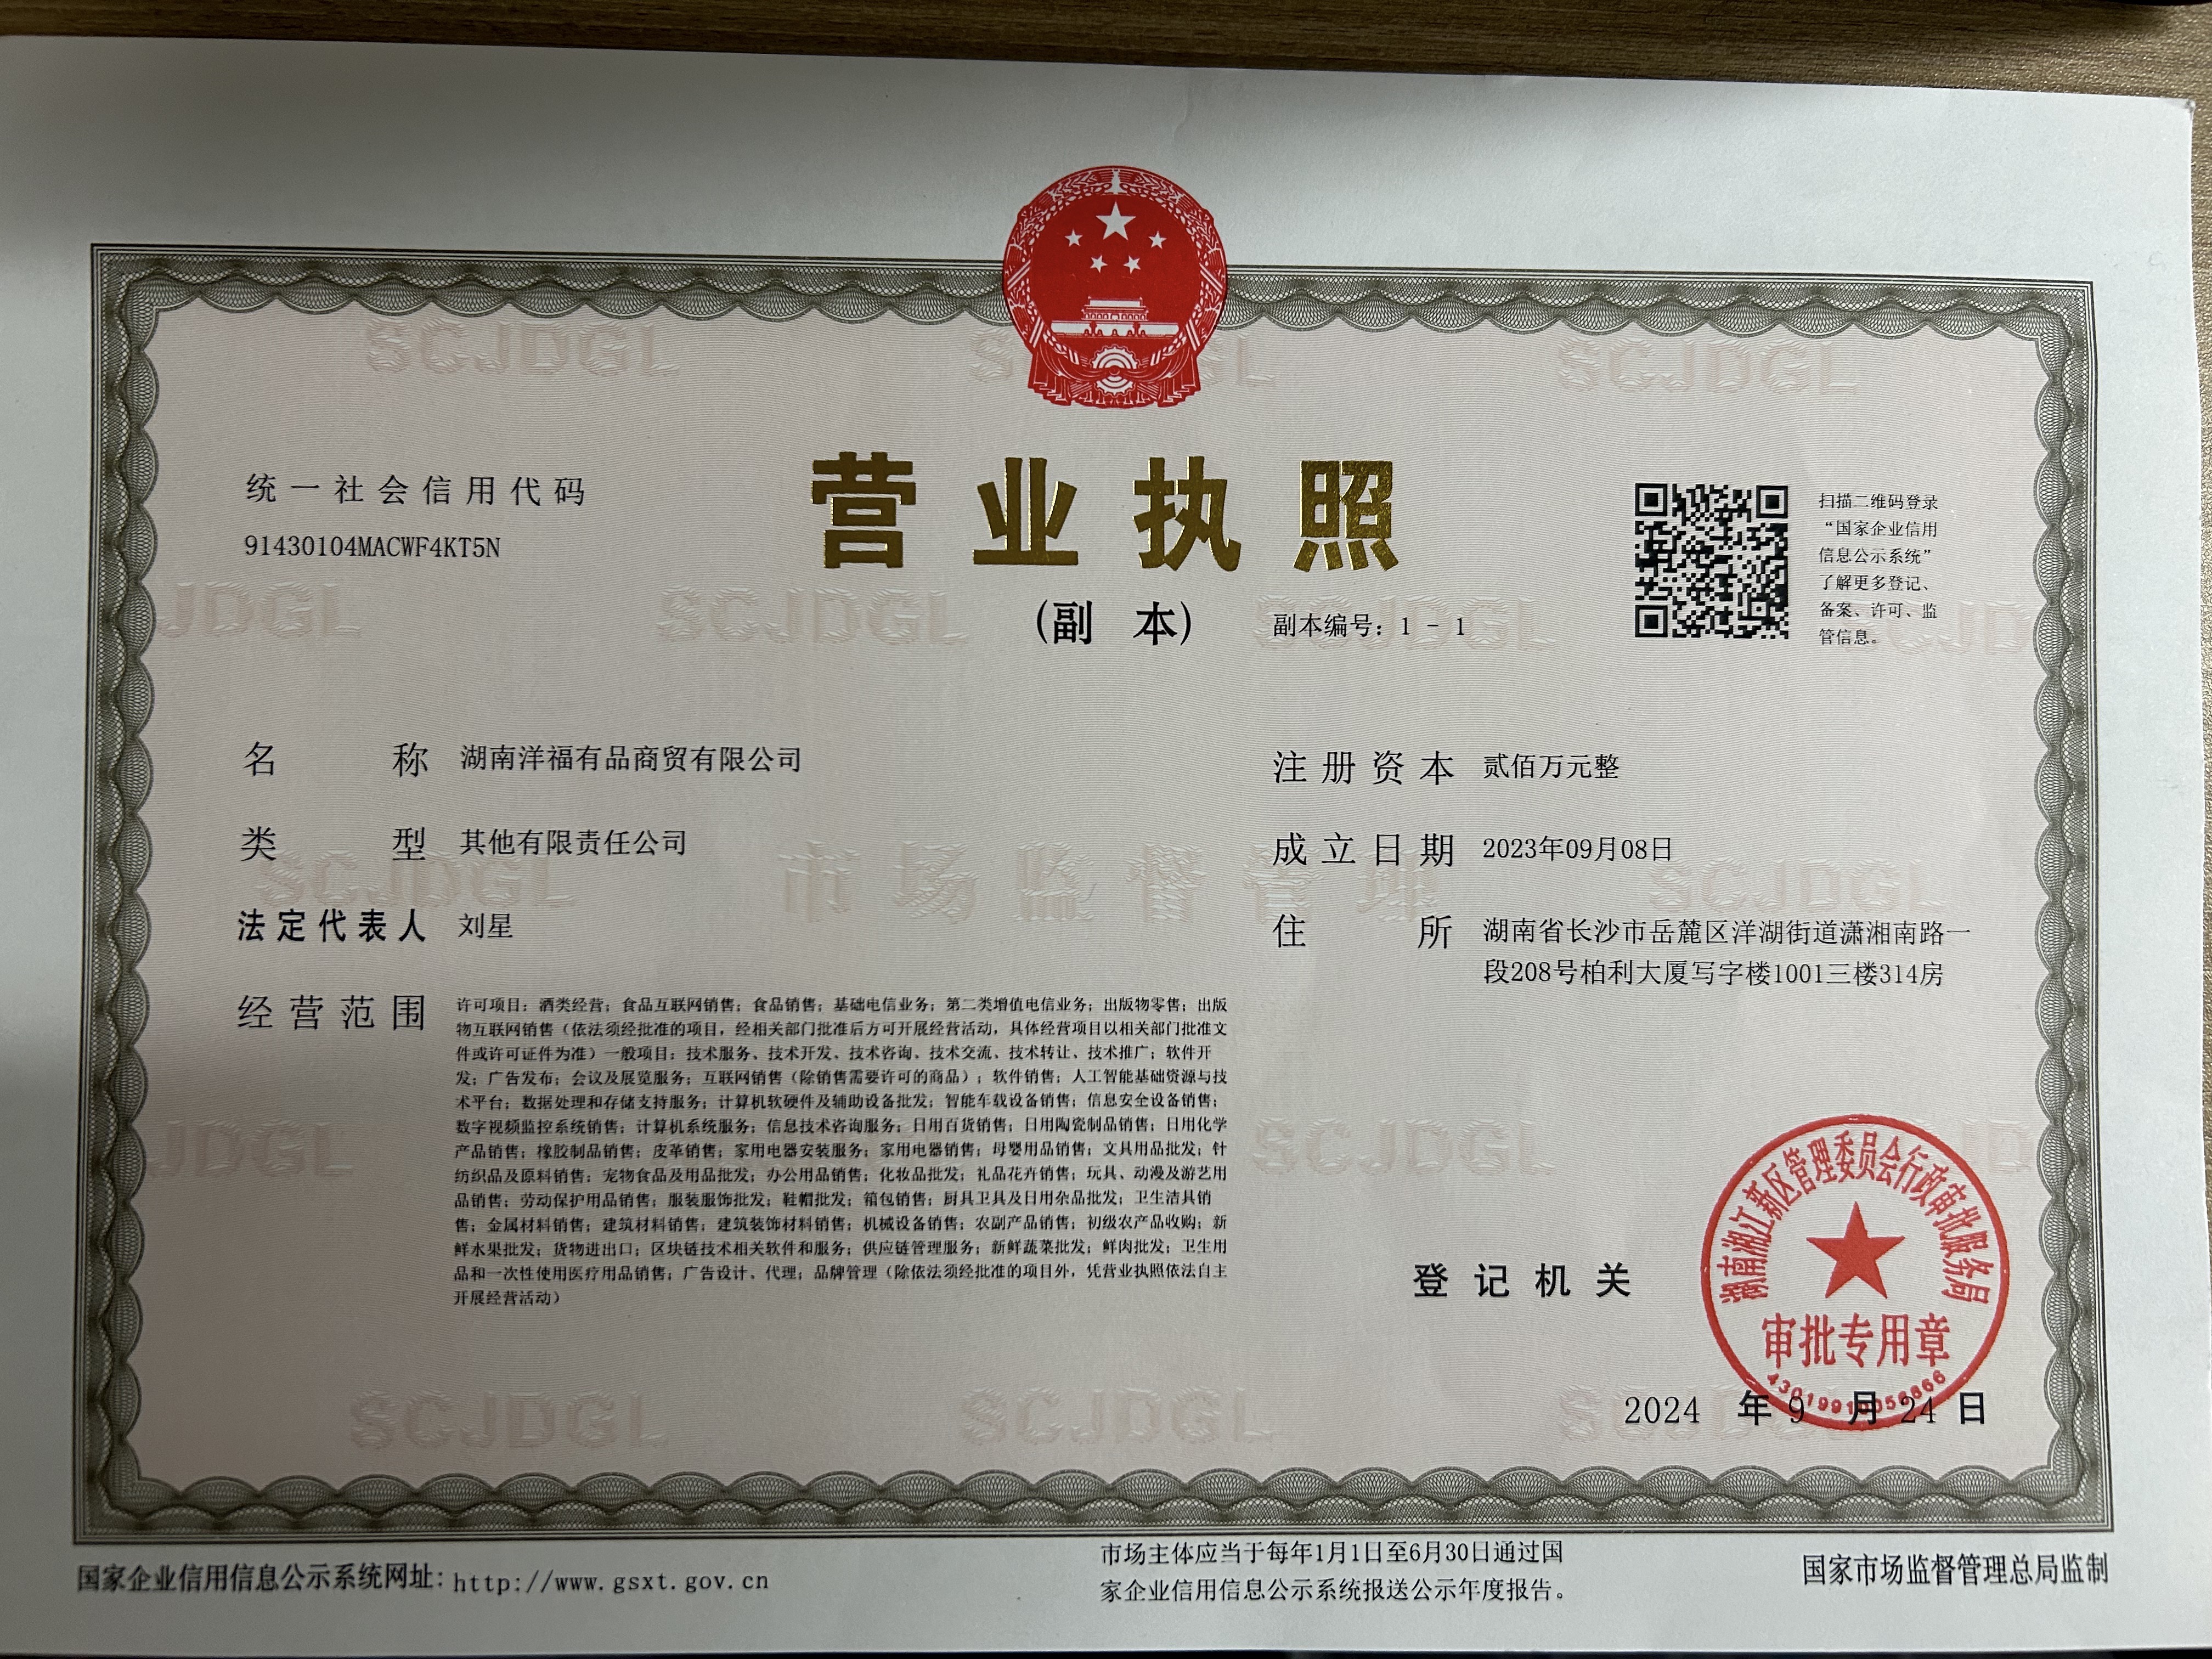 营业执照
(副 本) 副本编号：1 - 1
统一社会信用代码
91430104MACWF4KT5N
扫描二维码登录
“国家企业信用
信息公示系统”
了解更多登记、
备案、许可、监
管信息。
名 称 湖南洋福有品商贸有限公司
类 型 其他有限责任公司
法定代表人 刘星
经营范围 许可项目：酒类经营；食品互联网销售；食品销售；基础电信业务；第二类增值电信业务；出版物零售；出版
物互联网销售（依法须经批准的项目，经相关部门批准后方可开展经营活动，具体经营项目以相关部门批准文
件或许可证件为准）一般项目：技术服务、技术开发、技术咨询、技术交流、技术转让、技术推广；软件开
发；广告发布；会议及展览服务；互联网销售（除销售需要许可的商品）；软件销售；人工智能基础资源与技
术平台；数据处理和存储支持服务；计算机软硬件及辅助设备批发；智能车载设备销售；信息安全设备销售；
数字视频监控系统销售；计算机系统服务；信息技术咨询服务；日用百货销售；日用陶瓷制品销售；日用化学
产品销售；橡胶制品销售；皮革销售；家用电器安装服务；家用电器销售；母婴用品销售；文具用品批发；针
纺织品及原料销售；宠物食品及用品批发；办公用品销售；化妆品批发；礼品花卉销售；玩具、动漫及游艺用
品销售；劳动保护用品销售；服装服饰批发；鞋帽批发；箱包销售；厨具卫具及日用杂品批发；卫生洁具销
售；金属材料销售；建筑材料销售；建筑装饰材料销售；机械设备销售；农副产品销售；初级农产品收购；新
鲜水果批发；货物进出口；区块链技术相关软件和服务；供应链管理服务；新鲜蔬菜批发；鲜肉批发；卫生用
品和一次性使用医疗用品销售；广告设计、代理；品牌管理（除依法须经批准的项目外，凭营业执照依法自主
开展经营活动）
注册资本 贰佰万元整
成立日期 2023年09月08日
住 所 湖南省长沙市岳麓区洋湖街道潇湘南路一
段208号柏利大厦写字楼1001三楼314房
登记机关
湖南湘江新区管理委员会行政审批服务局
审批专用章
2024 年 9 月 24 日
国家企业信用信息公示系统网址：http://www.gsxt.gov.cn
市场主体应当于每年1月1日至6月30日通过国
家企业信用信息公示系统报送公示年度报告。
国家市场监督管理总局监制
SCJDGL
市场监督管理